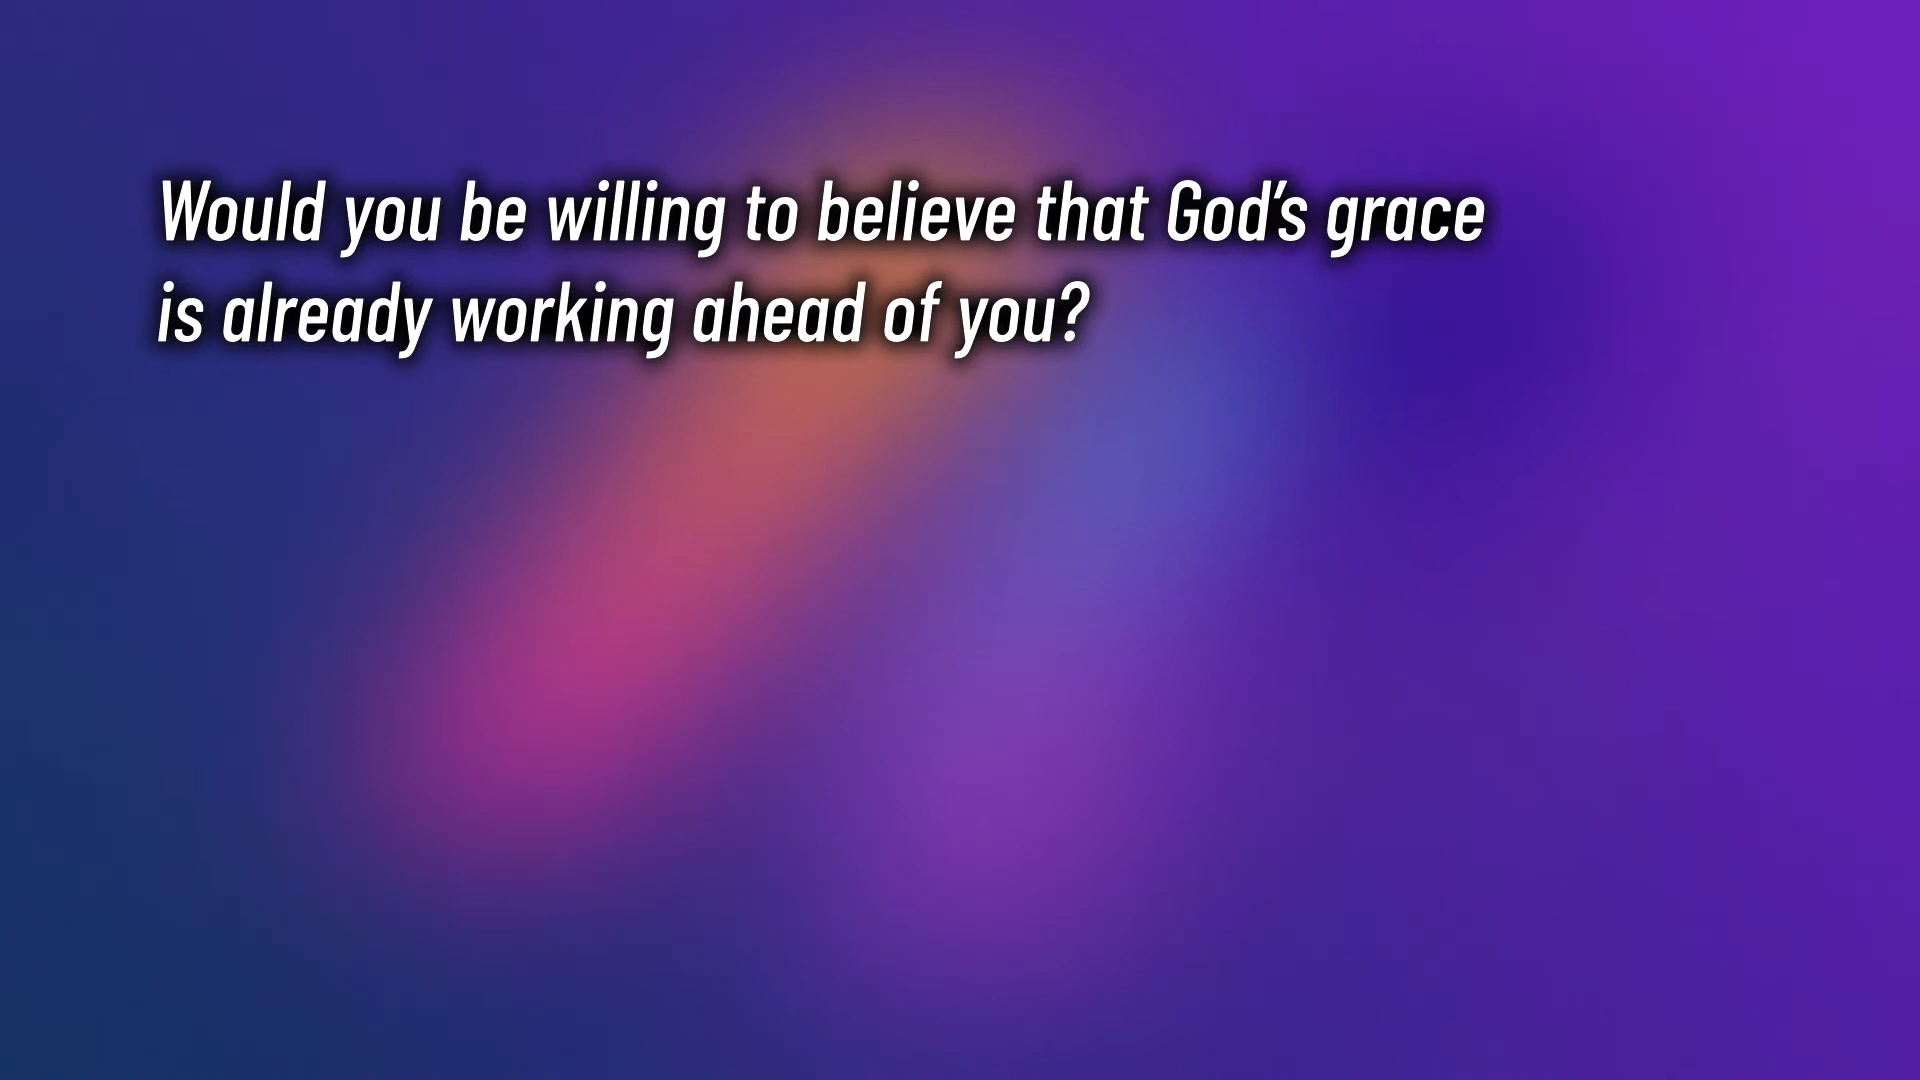 Would you be willing to believe that God’s grace
is already working ahead of you?